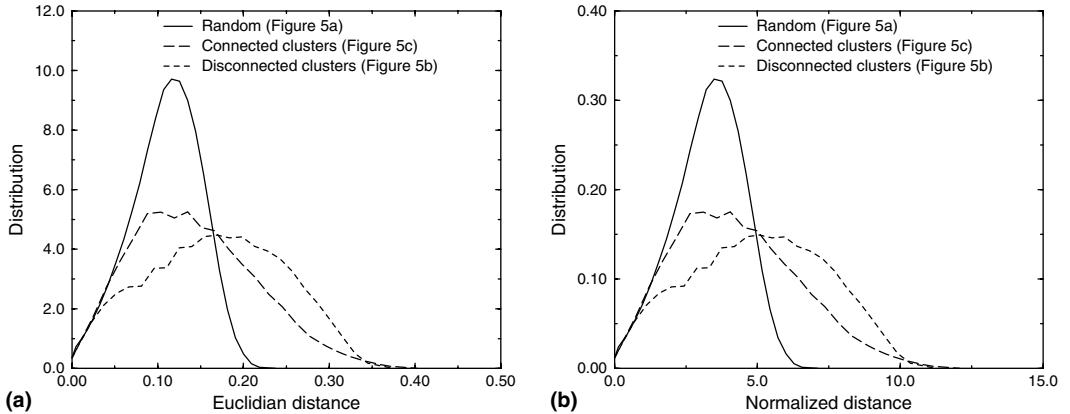 12.0
10.0
8.0
6.0
4.0
2.0
0.0
Distribution
Random (Figure 5a)
Connected clusters (Figure 5c)
Disconnected clusters (Figure 5b)
0.00 0.10 0.20 0.30 0.40 0.50
Euclidian distance
(a)
0.40
0.30
0.20
0.10
0.00
Distribution
Random (Figure 5a)
Connected clusters (Figure 5c)
Disconnected clusters (Figure 5b)
0.0 5.0 10.0 15.0
Normalized distance
(b)